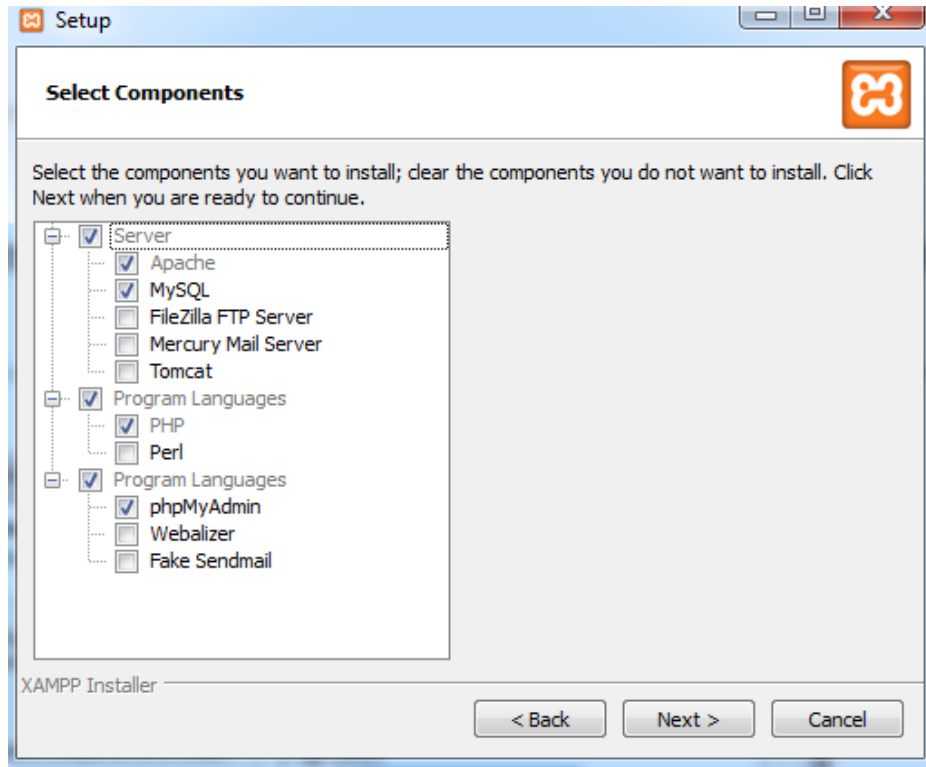 Setup
Select Components
Select the components you want to install; clear the components you do not want to install. Click
Next when you are ready to continue.
Server
Apache
MySQL
FileZilla FTP Server
Mercury Mail Server
Tomcat
Program Languages
PHP
Perl
Program Languages
phpMyAdmin
Webalizer
Fake Sendmail
XAMPP Installer
< Back Next > Cancel